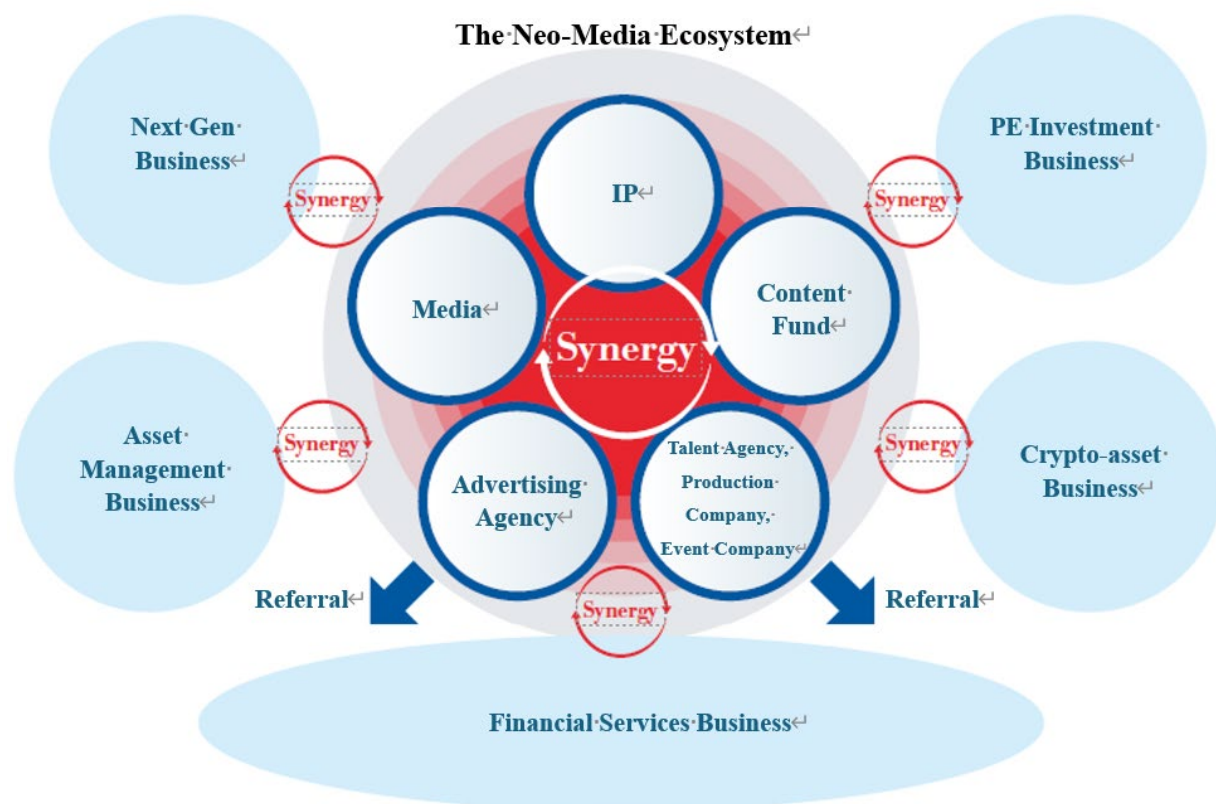 The Neo-Media Ecosystem
Next Gen
Business
PE Investment
Business
IP
Synergy
Synergy
Media
Content
Fund
Synergy
Asset
Management
Business
Synergy
Advertising
Agency
Talent Agency,
Production
Company,
Event Company
Synergy
Crypto-asset
Business
Referral
Synergy
Referral
Financial Services Business